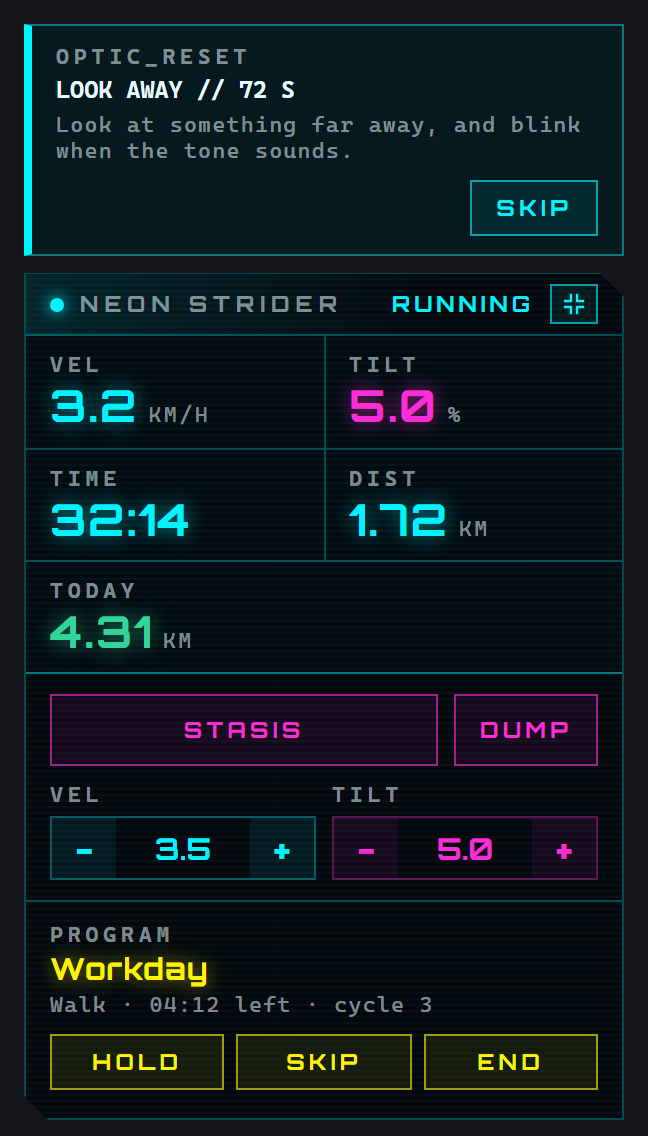 OPTIC_RESET
LOOK AWAY // 72 S
Look at something far away, and blink
when the tone sounds.
SKIP
NEON STRIDER RUNNING
VEL TILT
3.2 KM/H 5.0 %
TIME DIST
32:14 1.72 KM
TODAY
4.31 KM
STASIS DUMP
VEL TILT
- 3.5 + - 5.0 +
PROGRAM
Workday
Walk · 04:12 left · cycle 3
HOLD SKIP END